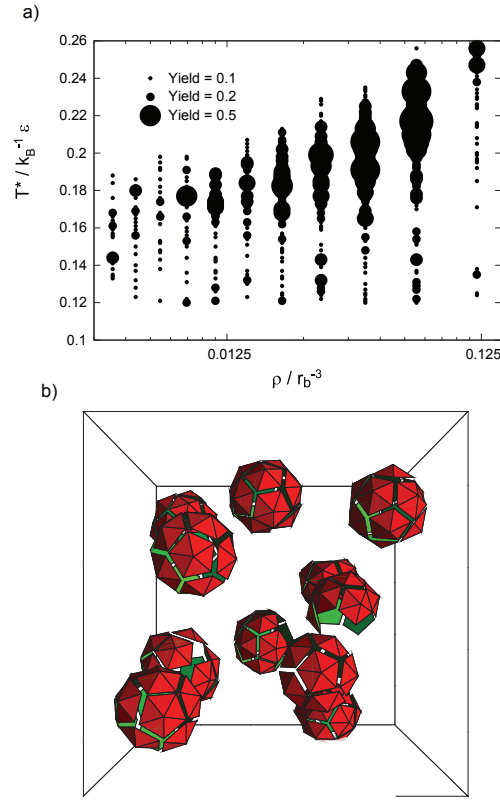 a)
0.26
0.24
0.22
0.2
0.18
0.16
0.14
0.12
0.1
T* / k_B^-1 ε
Yield = 0.1
Yield = 0.2
Yield = 0.5
0.0125
0.125
ρ / r_b^-3
b)